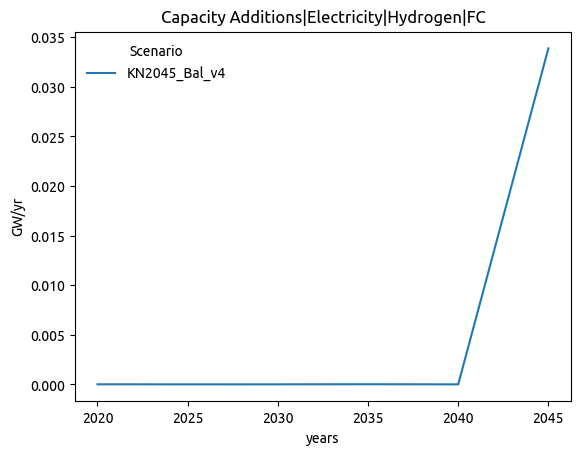 Capacity Additions|Electricity|Hydrogen|FC
Scenario
KN2045_Bal_v4
GW/yr
0.035
0.030
0.025
0.020
0.015
0.010
0.005
0.000
2020 2025 2030 2035 2040 2045
years